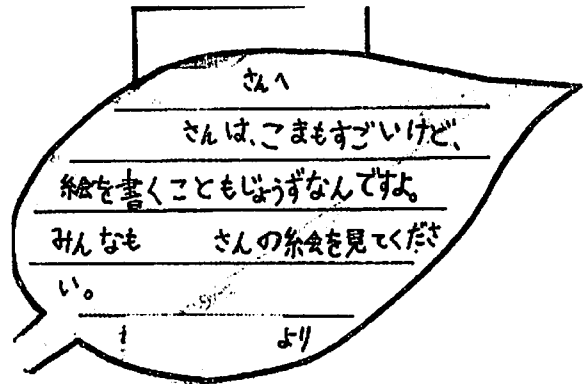 さんへ
さんは、こまもすごいけど、
絵を書くこともじょうずなんですよ。
みんなも さんの絵を見てくださ
い。
より